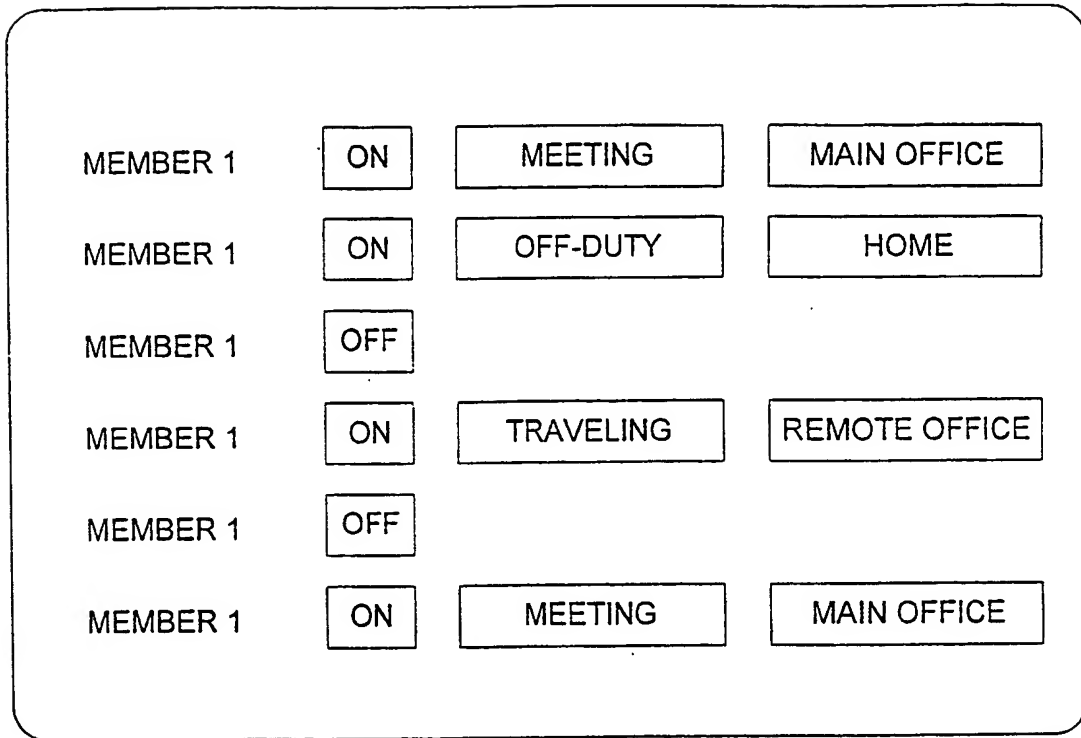 MEMBER 1 ON MEETING MAIN OFFICE
MEMBER 1 ON OFF-DUTY HOME
MEMBER 1 OFF
MEMBER 1 ON TRAVELING REMOTE OFFICE
MEMBER 1 OFF
MEMBER 1 ON MEETING MAIN OFFICE